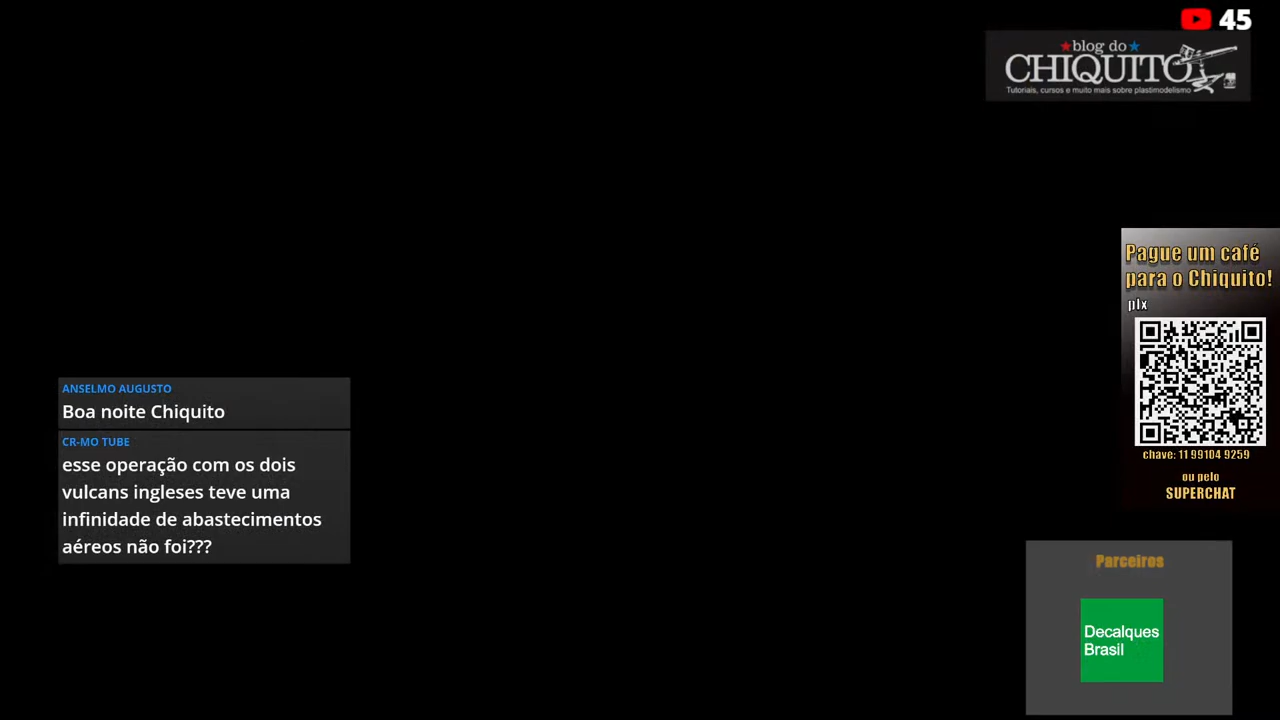 45
blog do
CHIQUITO
Tutoriais, cursos e muito mais sobre plastimodelismo
Pague um café
para o Chiquito!
pix
chave: 11 99104 9259
ou pelo
SUPERCHAT
ANSELMO AUGUSTO
Boa noite Chiquito
CR-MO TUBE
esse operação com os dois
vulcans ingleses teve uma
infinidade de abastecimentos
aéreos não foi???
Parceiros
Decalques
Brasil